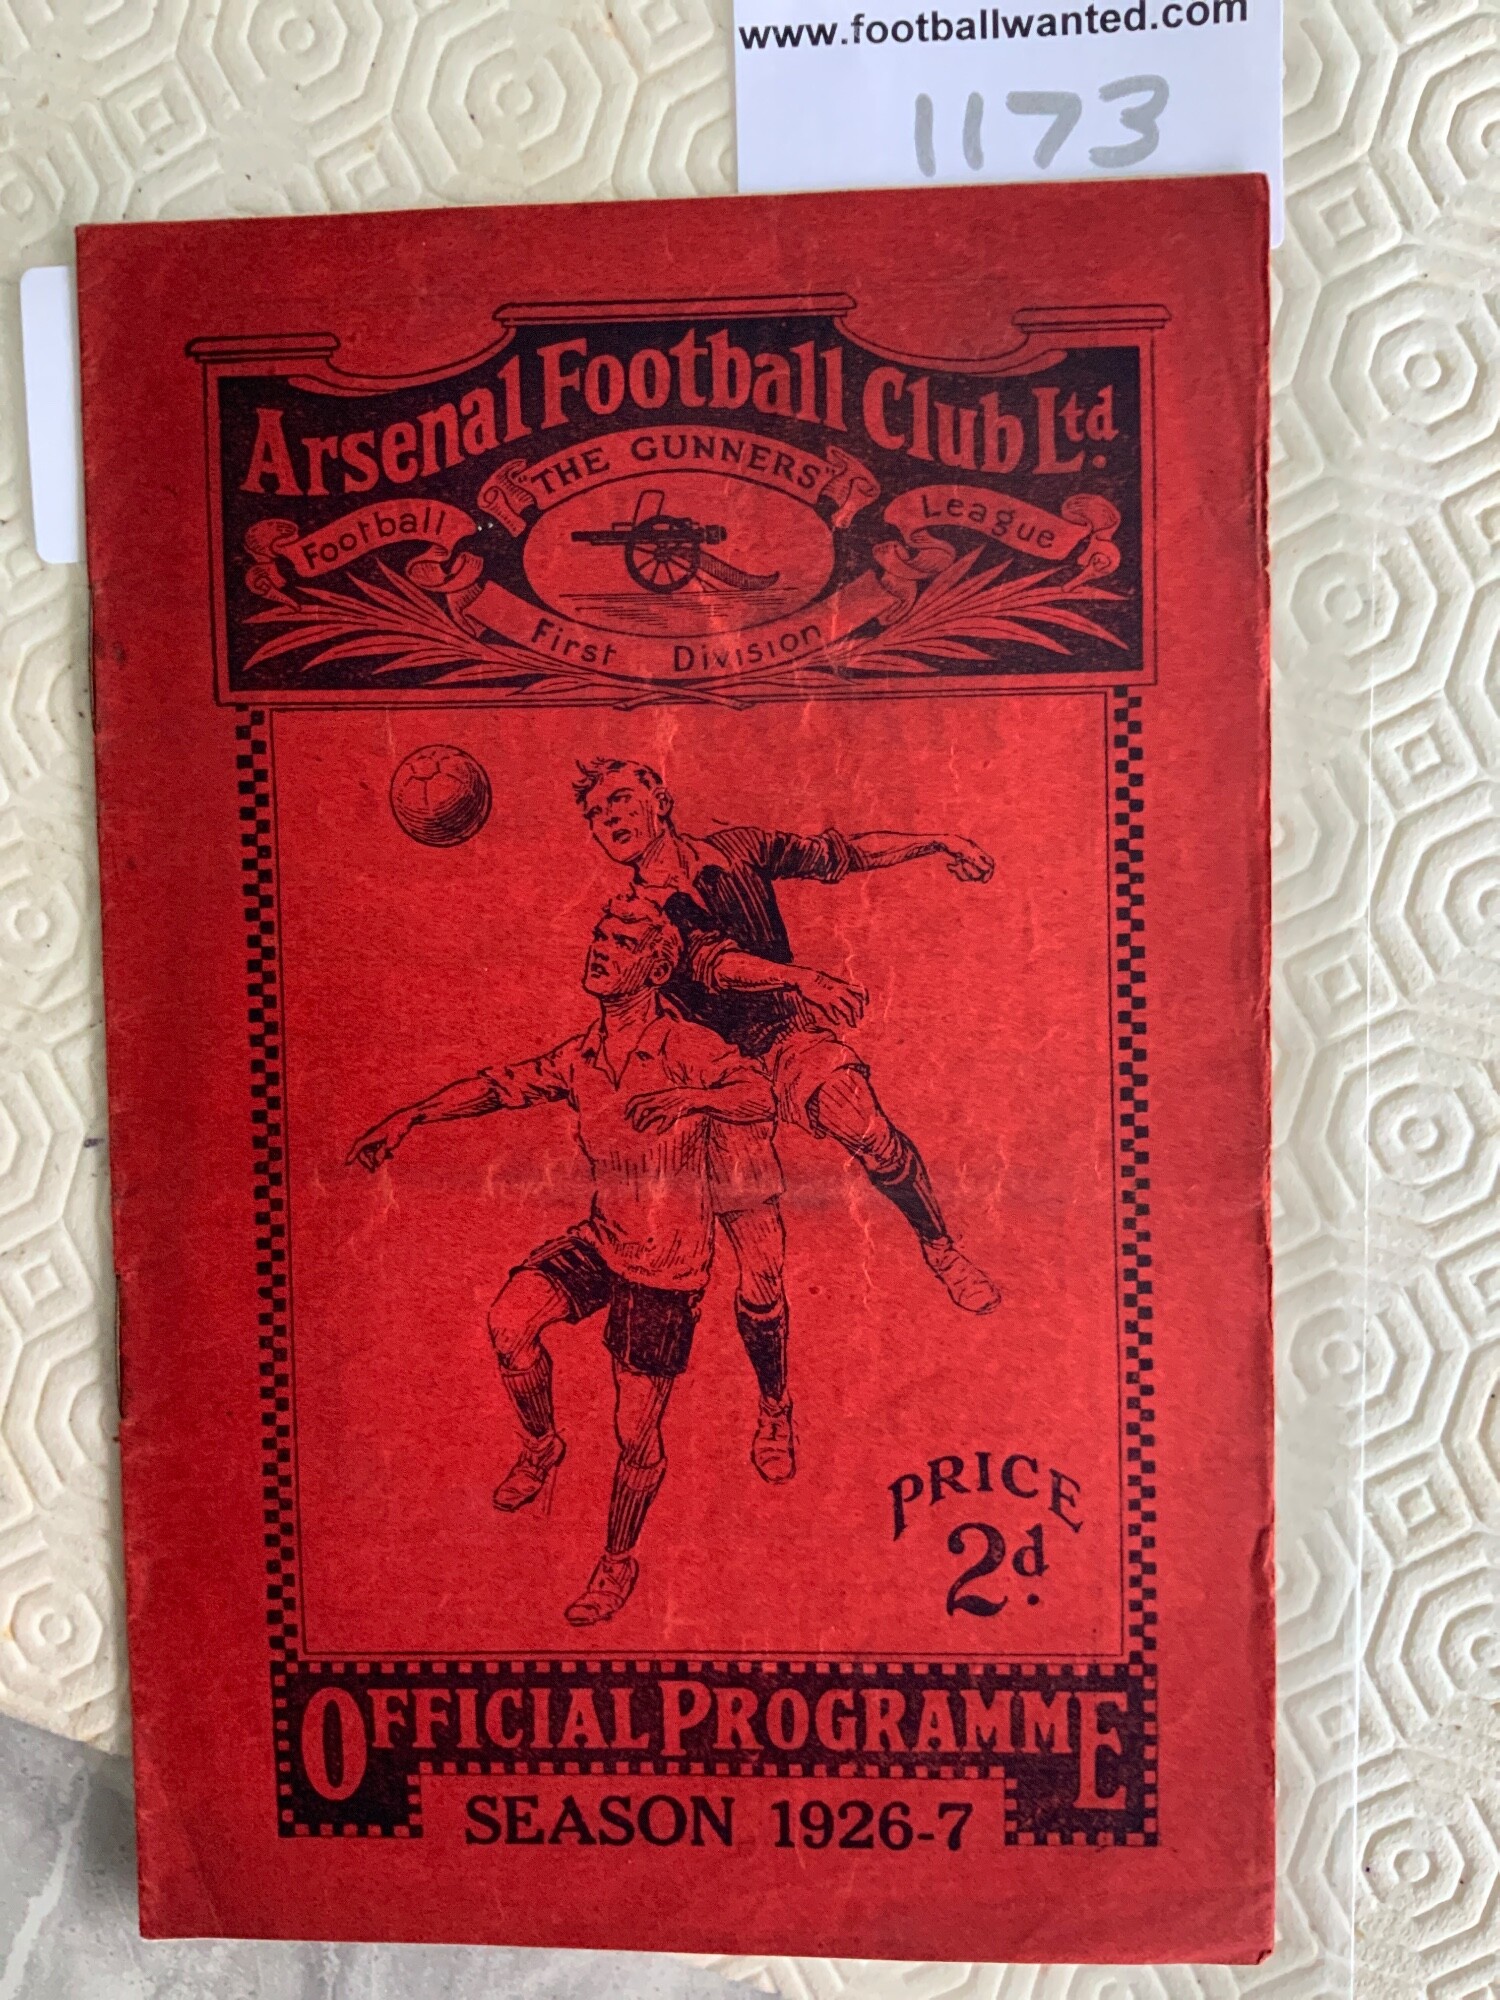 www.footballwanted.com
1173
Arsenal Football Club Ltd.
"THE GUNNERS"
Football League
First Division
PRICE
2d.
OFFICIAL PROGRAMME
SEASON 1926-7